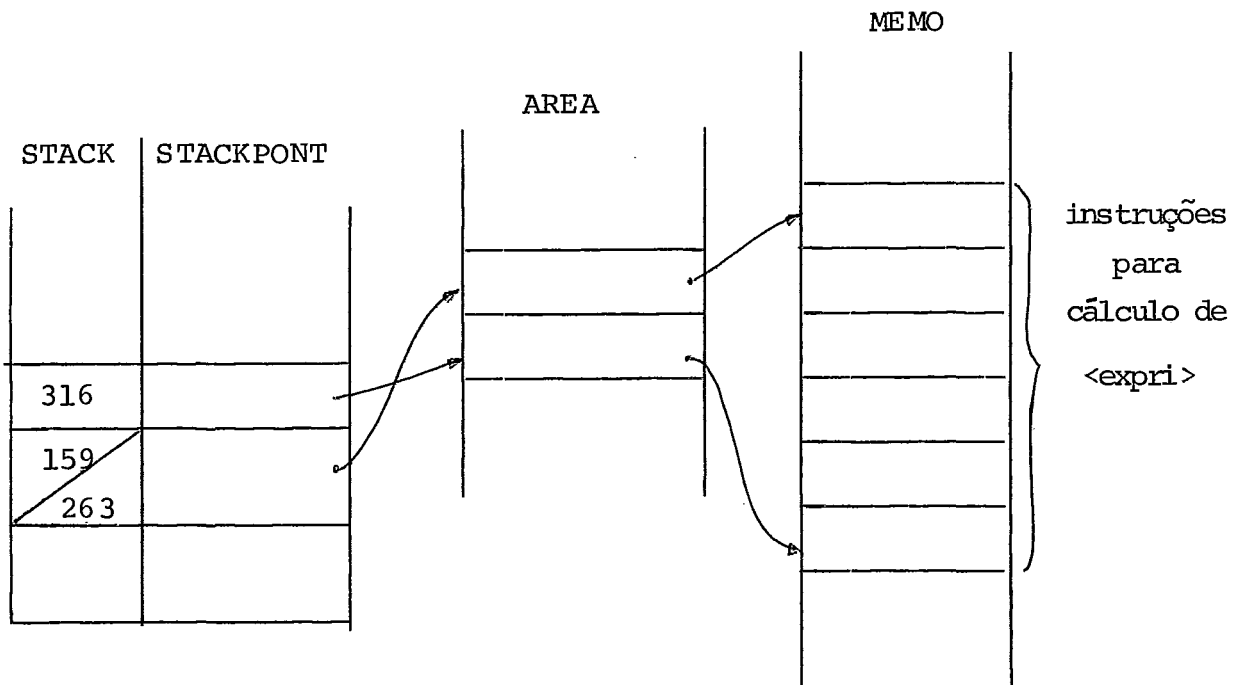 MEMO
AREA
STACK STACKPONT
316
159
263
instruções
para
cálculo de
<expri>